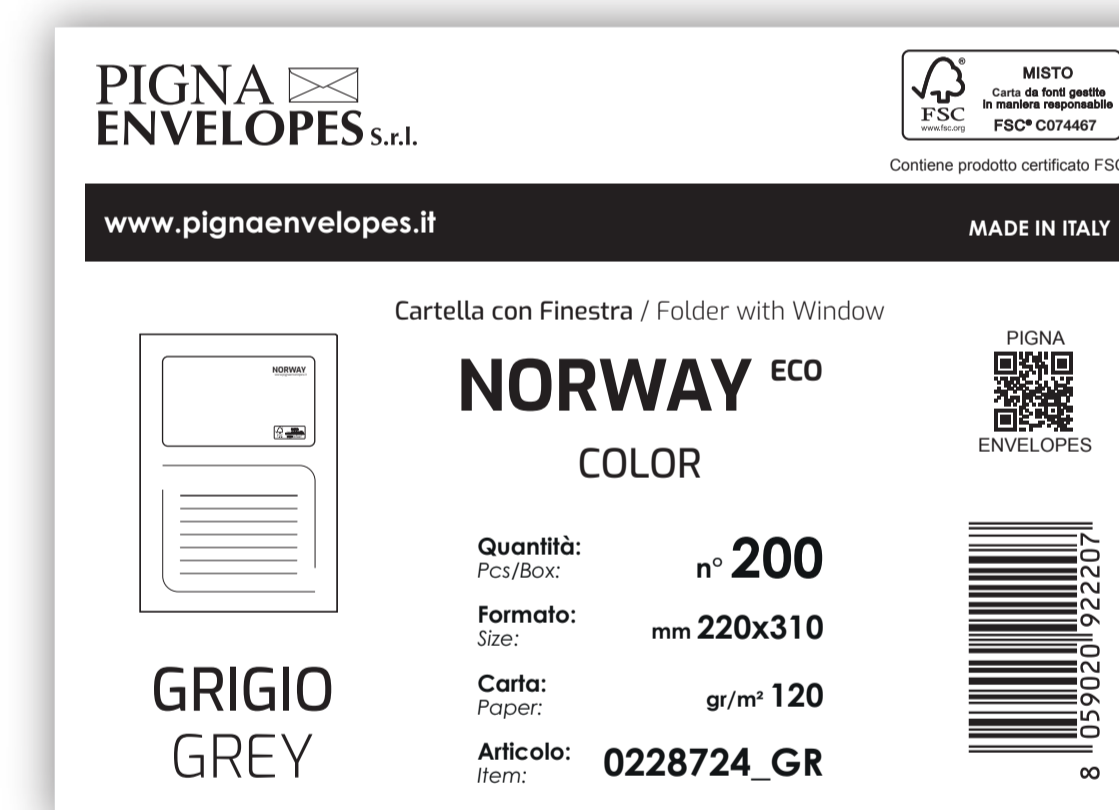 PIGNA
ENVELOPES s.r.l.
FSC
www.fsc.org
MISTO
Carta da fonti gestite
in maniera responsabile
FSC® C074467
Contiene prodotto certificato FSC
www.pignaenvelopes.it
MADE IN ITALY
Cartella con Finestra / Folder with Window
NORWAY ECO
COLOR
NORWAY
PIGNA
ENVELOPES
Quantità:
Pcs/Box:
n° 200
Formato:
Size:
mm 220x310
Carta:
Paper:
gr/m² 120
Articolo:
Item:
0228724_GR
GRIGIO
GREY
8 059020 922207